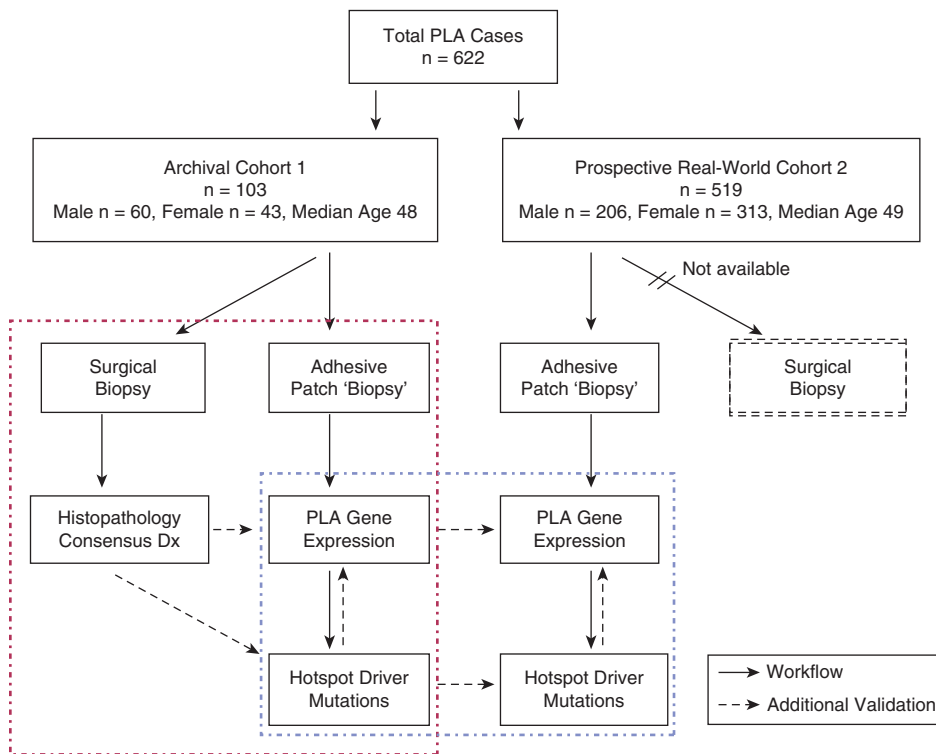 Total PLA Cases
n = 622
Archival Cohort 1
n = 103
Male n = 60, Female n = 43, Median Age 48
Prospective Real-World Cohort 2
n = 519
Male n = 206, Female n = 313, Median Age 49
Not available
Surgical
Biopsy
Adhesive
Patch ‘Biopsy’
Adhesive
Patch ‘Biopsy’
Surgical
Biopsy
Histopathology
Consensus Dx
PLA Gene
Expression
PLA Gene
Expression
Hotspot Driver
Mutations
Hotspot Driver
Mutations
Workflow
Additional Validation